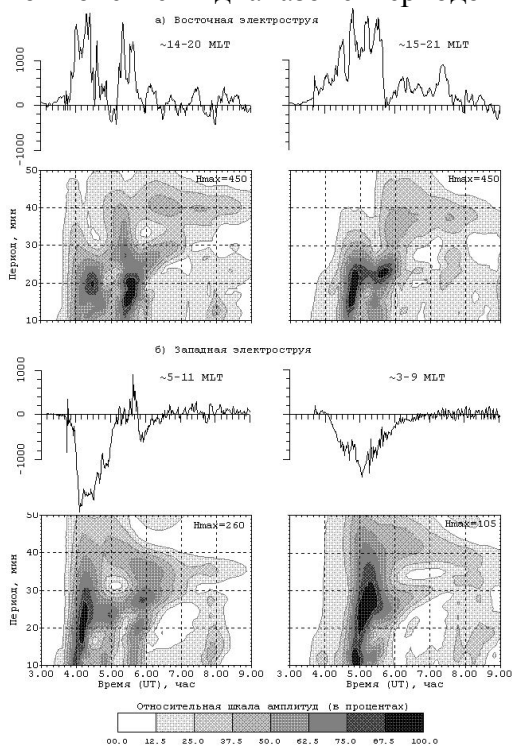 а) Восточная электроструя
~14-20 MLT
~15-21 MLT
1000
0
-1000
Hmax=450
Hmax=450
50
40
30
20
10
Период, мин
б) Западная электроструя
~5-11 MLT
~3-9 MLT
1000
0
-1000
Hmax=260
Hmax=105
50
40
30
20
10
Период, мин
3.00 4.00 5.00 6.00 7.00 8.00 9.00
3.00 4.00 5.00 6.00 7.00 8.00 9.00
Время (UT), час
Время (UT), час
Относительная шкала амплитуд (в процентах)
00.0 12.5 25.0 37.5 50.0 62.5 75.0 87.5 100.0